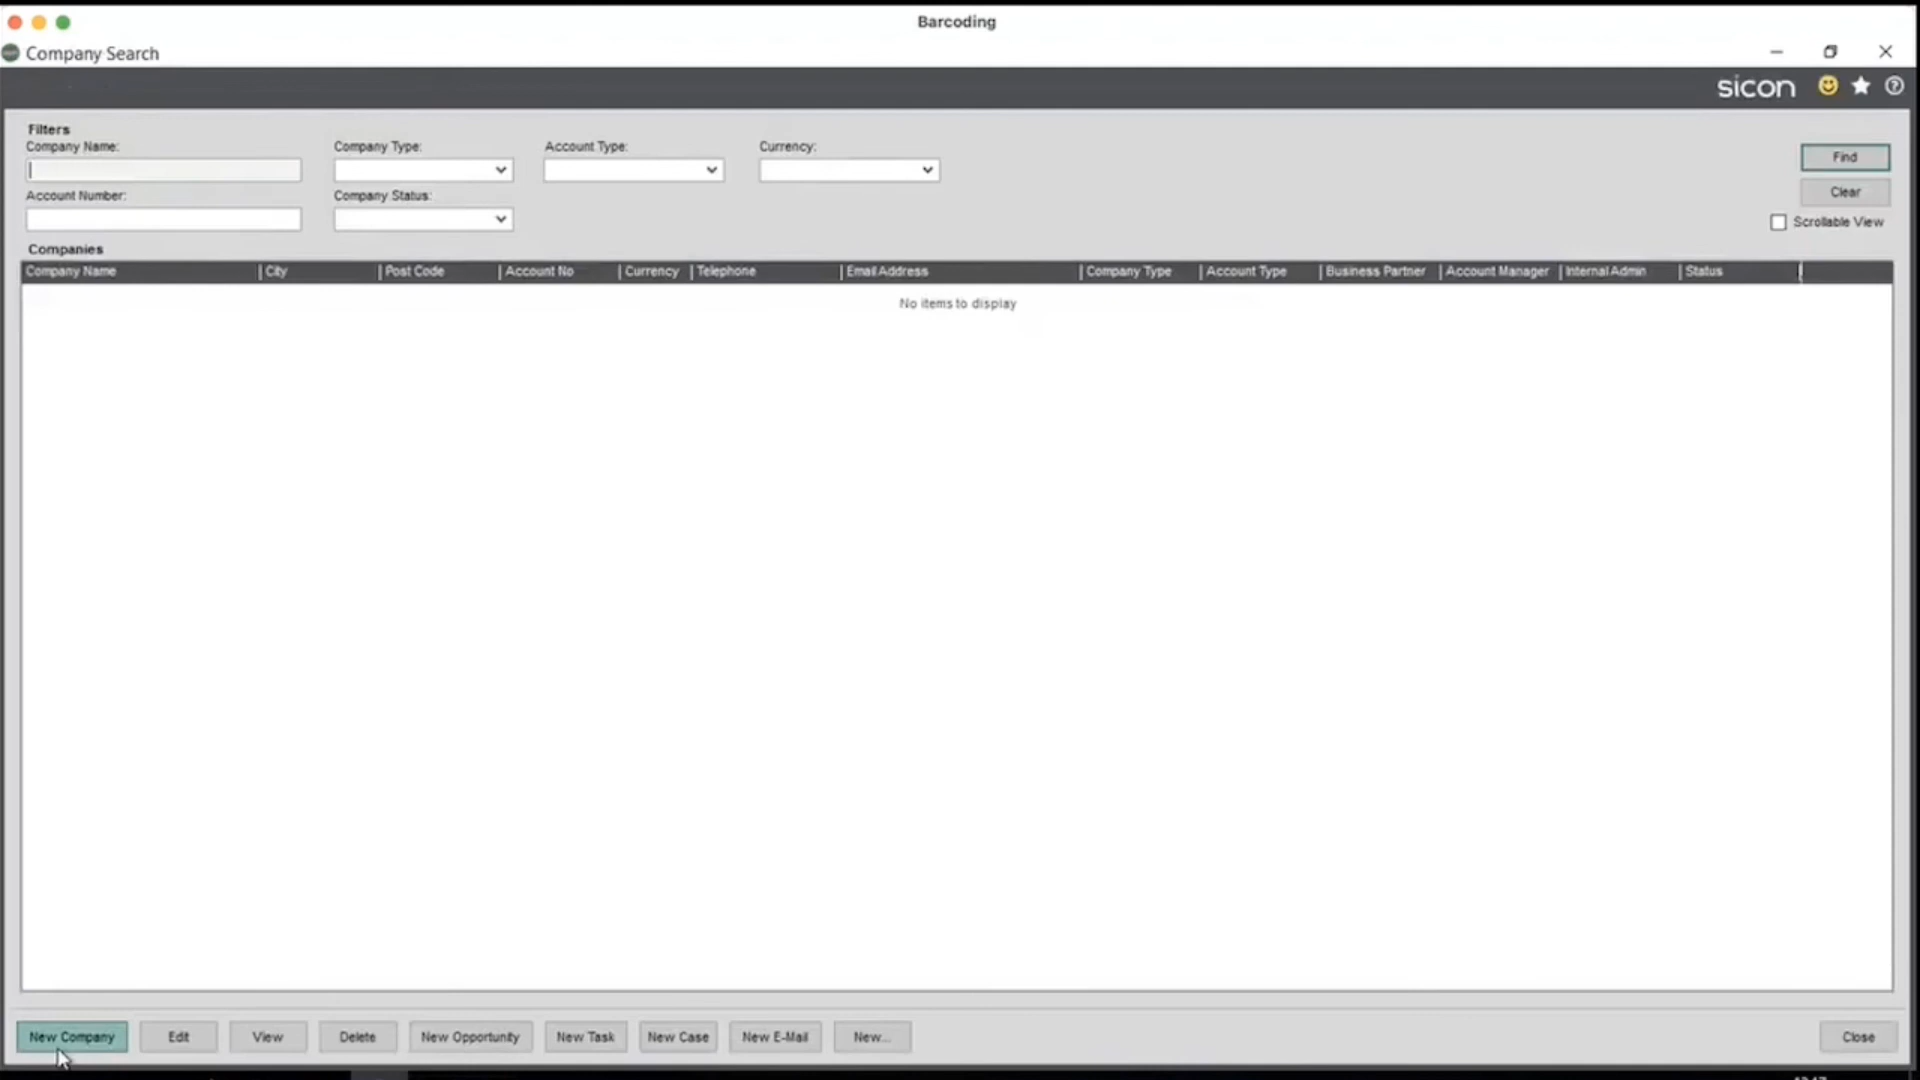 Barcoding
Company Search
sicon
Filters
Company Name: Company Type: Account Type: Currency:
Find
Account Number: Company Status:
Clear
Scrollable View
Companies
Company Name City Post Code Account No Currency Telephone Email Address Company Type Account Type Business Partner Account Manager Internal Admin Status
No items to display
New Company Edit View Delete New Opportunity New Task New Case New E-Mail New... Close